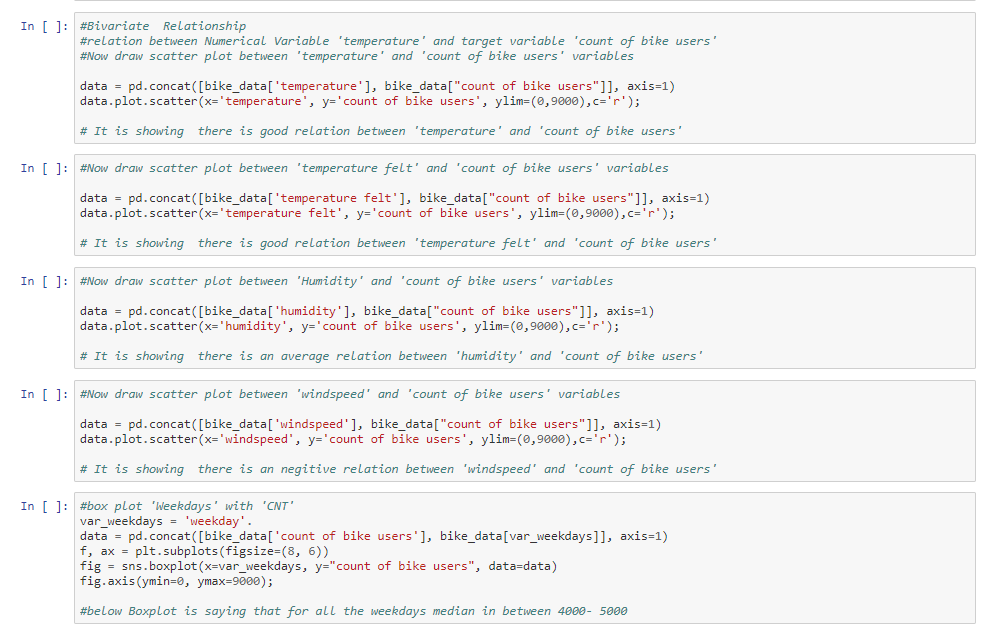 In [ ]: #Bivariate  Relationship
#relation between Numerical Variable 'temperature' and target variable 'count of bike users'
#Now draw scatter plot between 'temperature' and 'count of bike users' variables
data = pd.concat([bike_data['temperature'], bike_data["count of bike users"]], axis=1)
data.plot.scatter(x='temperature', y='count of bike users', ylim=(0,9000),c='r');
# It is showing  there is good relation between 'temperature' and 'count of bike users'
In [ ]: #Now draw scatter plot between 'temperature felt' and 'count of bike users' variables
data = pd.concat([bike_data['temperature felt'], bike_data["count of bike users"]], axis=1)
data.plot.scatter(x='temperature felt', y='count of bike users', ylim=(0,9000),c='r');
# It is showing  there is good relation between 'temperature felt' and 'count of bike users'
In [ ]: #Now draw scatter plot between 'Humidity' and 'count of bike users' variables
data = pd.concat([bike_data['humidity'], bike_data["count of bike users"]], axis=1)
data.plot.scatter(x='humidity', y='count of bike users', ylim=(0,9000),c='r');
# It is showing  there is an average relation between 'humidity' and 'count of bike users'
In [ ]: #Now draw scatter plot between 'windspeed' and 'count of bike users' variables
data = pd.concat([bike_data['windspeed'], bike_data["count of bike users"]], axis=1)
data.plot.scatter(x='windspeed', y='count of bike users', ylim=(0,9000),c='r');
# It is showing  there is an negitive relation between 'windspeed' and 'count of bike users'
In [ ]: #box plot 'Weekdays' with 'CNT'
var_weekdays = 'weekday'.
data = pd.concat([bike_data['count of bike users'], bike_data[var_weekdays]], axis=1)
f, ax = plt.subplots(figsize=(8, 6))
fig = sns.boxplot(x=var_weekdays, y="count of bike users", data=data)
fig.axis(ymin=0, ymax=9000);
#below Boxplot is saying that for all the weekdays median in between 4000- 5000